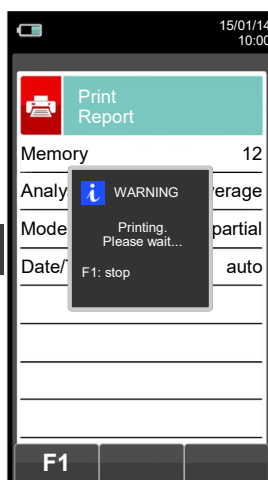 15/01/14
10:00
Print
Report
Memory 12
Analy verage
Mode partial
Date/ auto
WARNING
Printing.
Please wait...
F1: stop
F1